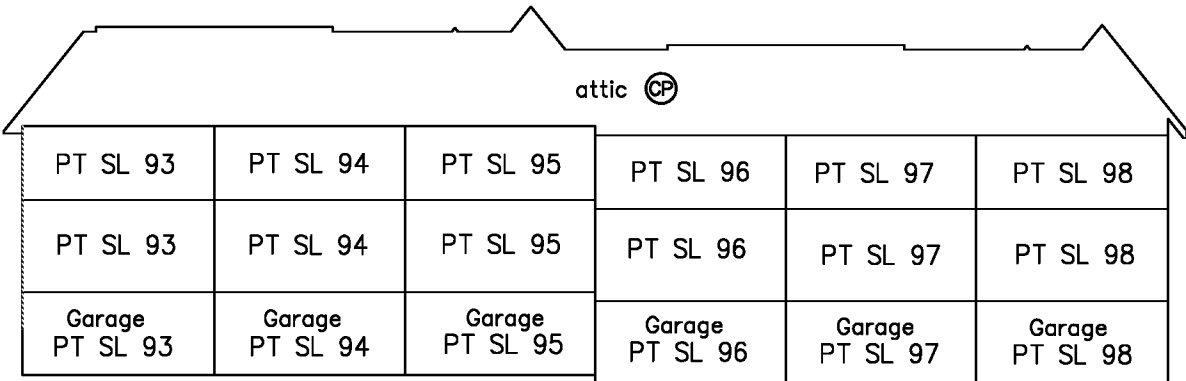 attic CP
PT SL 93 PT SL 94 PT SL 95 PT SL 96 PT SL 97 PT SL 98
PT SL 93 PT SL 94 PT SL 95 PT SL 96 PT SL 97 PT SL 98
Garage Garage Garage Garage Garage Garage
PT SL 93 PT SL 94 PT SL 95 PT SL 96 PT SL 97 PT SL 98